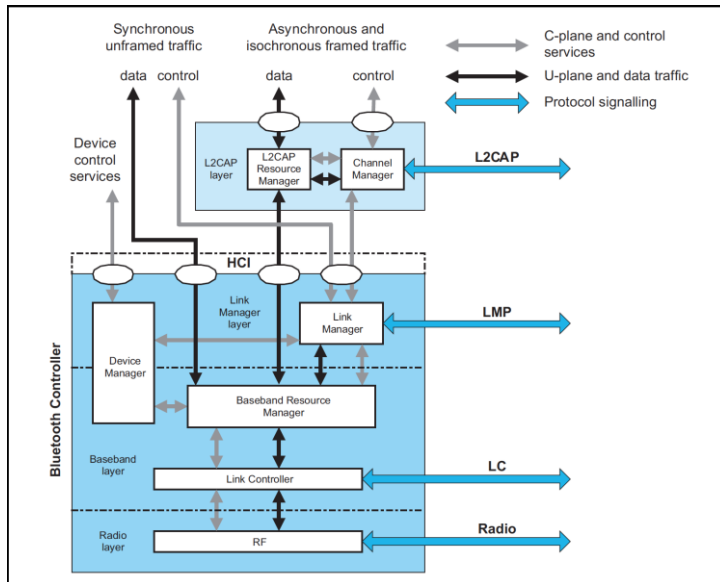 Synchronous
unframed traffic
Asynchronous and
isochronous framed traffic
C-plane and control
services
U-plane and data traffic
Protocol signalling
data
control
data
control
Device
control
services
L2CAP
layer
L2CAP
Resource
Manager
Channel
Manager
L2CAP
HCI
Link
Manager
layer
Link
Manager
LMP
Device
Manager
Baseband Resource
Manager
Bluetooth Controller
Baseband
layer
Link Controller
LC
Radio
layer
RF
Radio